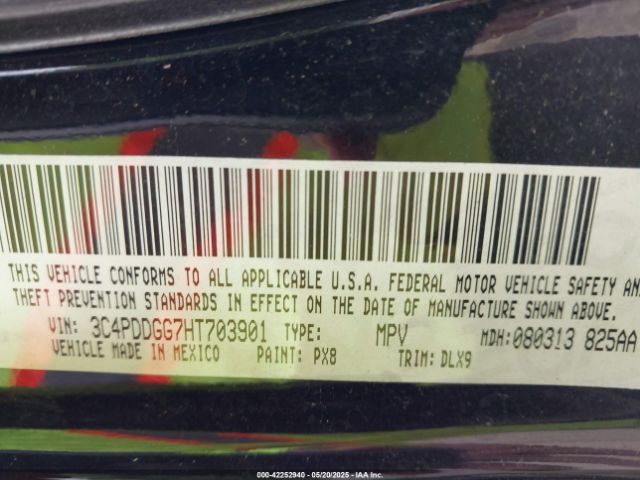 THIS VEHICLE CONFORMS TO ALL APPLICABLE U.S.A. FEDERAL MOTOR VEHICLE SAFETY AND
THEFT PREVENTION STANDARDS IN EFFECT ON THE DATE OF MANUFACTURE SHOWN ABOVE.
VIN: 3C4PDDGG7HT703901 TYPE: MPV MDH:080313 825AA
VEHICLE MADE IN MEXICO PAINT: PX8 TRIM: DLX9
000-42252940 — 05/20/2025 — IAA Inc.